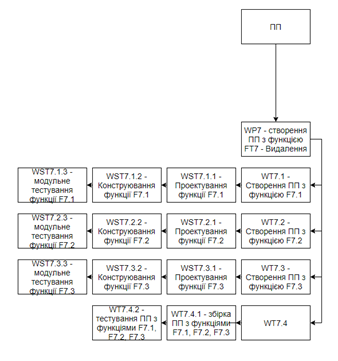 ПП
WP7 - створення
ПП з функцією
FT7 - Видалення
WST7.1.3 -
модульне
тестування
функції F7.1
WST7.1.2 -
Конструювання
функції F7.1
WST7.1.1 -
Проектування
функції F7.1
WT7.1 -
Створення ПП з
функцією F7.1
WST7.2.3 -
модульне
тестування
функції F7.2
WST7.2.2 -
Конструювання
функції F7.2
WST7.2.1 -
Проектування
функції F7.2
WT7.2 -
Створення ПП з
функцією F7.2
WST7.3.3 -
модульне
тестування
функції F7.3
WST7.3.2 -
Конструювання
функції F7.3
WST7.3.1 -
Проектування
функції F7.3
WT7.3 -
Створення ПП з
функцією F7.3
WT7.4.2 -
тестування ПП з
функціями F7.1,
F7.2, F7.3
WT7.4.1 - збірка
ПП з функціями
F7.1, F7.2, F7.3
WT7.4